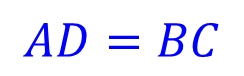 AD = BC